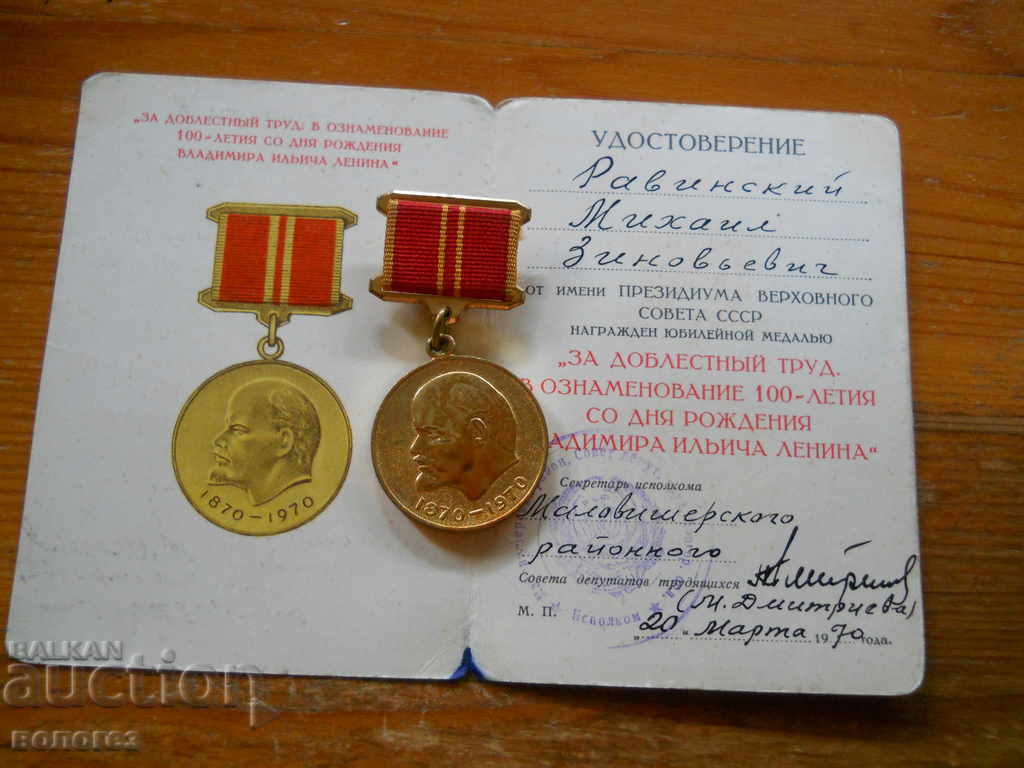 „ЗА ДОБЛЕСТНЫЙ ТРУД. В ОЗНАМЕНОВАНИЕ
100-ЛЕТИЯ СО ДНЯ РОЖДЕНИЯ
ВЛАДИМИРА ИЛЬИЧА ЛЕНИНА“
1870-1970
1870-1970
УДОСТОВЕРЕНИЕ
Равинский
Михаил
Зиновьевич
ОТ ИМЕНИ ПРЕЗИДИУМА ВЕРХОВНОГО
СОВЕТА СССР
НАГРАЖДЕН ЮБИЛЕЙНОЙ МЕДАЛЬЮ
„ЗА ДОБЛЕСТНЫЙ ТРУД.
В ОЗНАМЕНОВАНИЕ 100-ЛЕТИЯ
СО ДНЯ РОЖДЕНИЯ
ВЛАДИМИРА ИЛЬИЧА ЛЕНИНА“
Секретарь исполкома
Маловишерского
районного
Совета депутатов трудящихся
(М. Дмитриева)
М. П.
„20“ марта 1970 года.
Исполком
BALKAN
auction
вологез